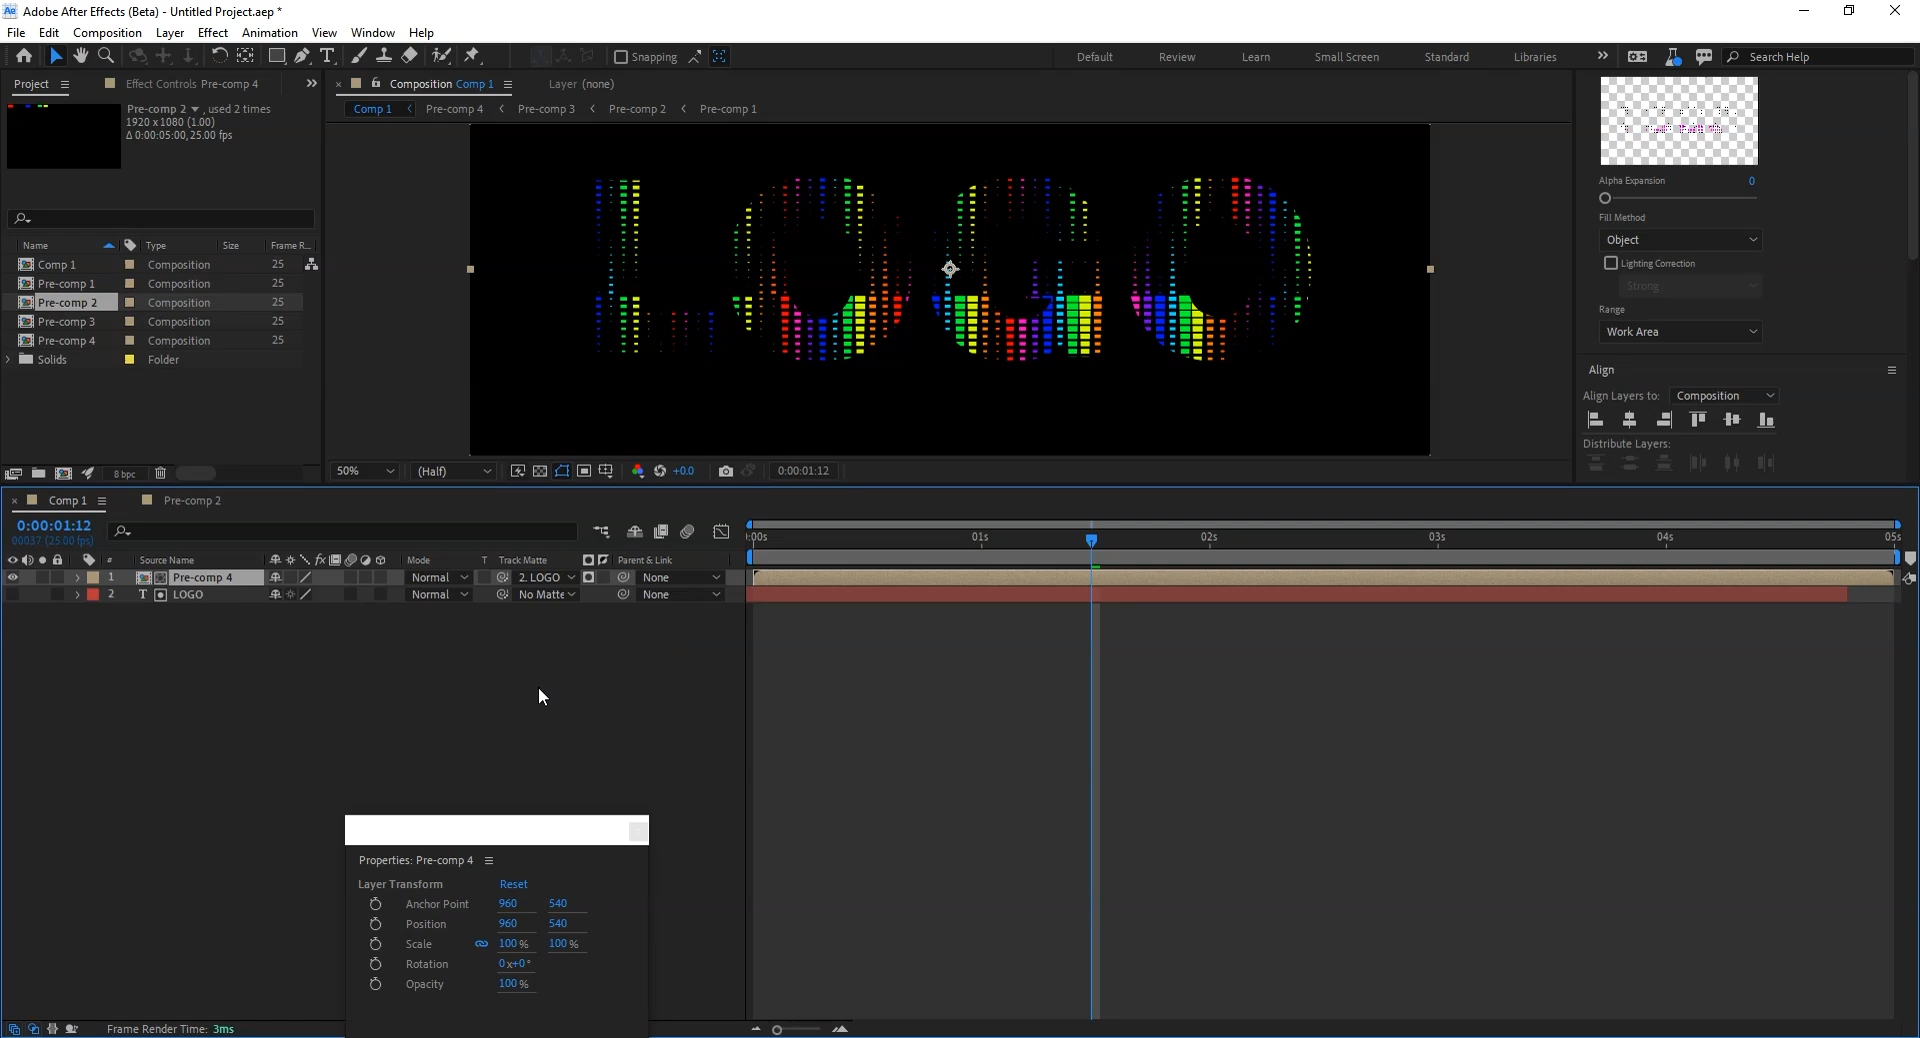 Ae Adobe After Effects (Beta) - Untitled Project.aep *
File Edit Composition Layer Effect Animation View Window Help
Snapping Default Review Learn Small Screen Standard Libraries Search Help
Project Effect Controls Pre-comp 4 Composition Comp 1 Layer (none)
Pre-comp 2 , used 2 times
1920 x 1080 (1.00)
Δ 0:00:05:00, 25.00 fps
Comp 1 Pre-comp 4 Pre-comp 3 Pre-comp 2 Pre-comp 1
LOGO
Alpha Expansion 0
Fill Method
Object
Lighting Correction
Strong
Range
Work Area
Name Type Size Frame R...
Comp 1 Composition 25
Pre-comp 1 Composition 25
Pre-comp 2 Composition 25
Pre-comp 3 Composition 25
Pre-comp 4 Composition 25
Solids Folder
Align
Align Layers to: Composition
Distribute Layers:
8 bpc
50% (Half) +0.0 0:00:01:12
Comp 1 Pre-comp 2
0:00:01:12
00037 (25.00 fps)
:00s 01s 02s 03s 04s 05s
# Source Name fx Mode T Track Matte Parent & Link
1 Pre-comp 4 Normal 2. LOGO None
2 T LOGO Normal No Matte None
Properties: Pre-comp 4
Layer Transform Reset
Anchor Point 960 540
Position 960 540
Scale 100 % 100 %
Rotation 0x+0°
Opacity 100 %
Frame Render Time: 3ms